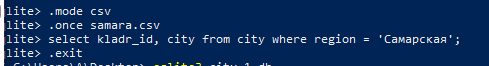 lite> .mode csv
lite> .once samara.csv
lite> select kladr_id, city from city where region = 'Самарская';
lite> .exit